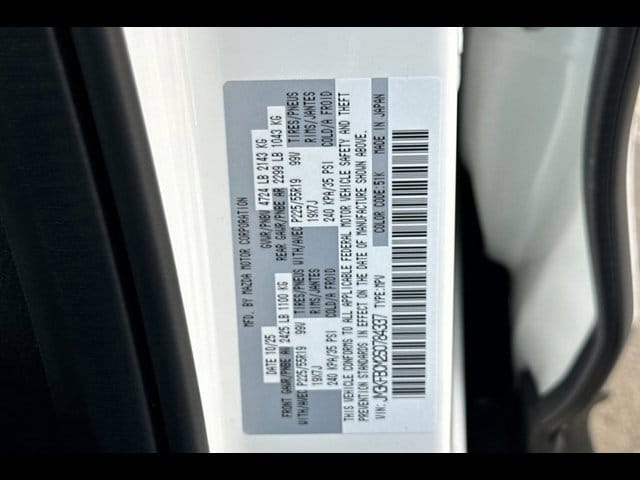 MFD. BY MAZDA MOTOR CORPORATION
DATE 10/25 GVWR/PNBV 4724 LB 2143 KG
FRONT GAWR/PNBE AV 2425 LB 1100 KG REAR GAWR/PNBE AR 2299 LB 1043 KG
WITH/AVEC P225/55R19 99V TIRES/PNEUS WITH/AVEC P225/55R19 99V TIRES/PNEUS
19X7J RIMS/JANTES 19X7J RIMS/JANTES
240 KPA/35 PSI COLD/A FROID 240 KPA/35 PSI COLD/A FROID
THIS VEHICLE CONFORMS TO ALL APPLICABLE FEDERAL MOTOR VEHICLE SAFETY AND THEFT
PREVENTION STANDARDS IN EFFECT ON THE DATE OF MANUFACTURE SHOWN ABOVE.
VIN: TYPE: MPV COLOR CODE: 51K MADE IN JAPAN